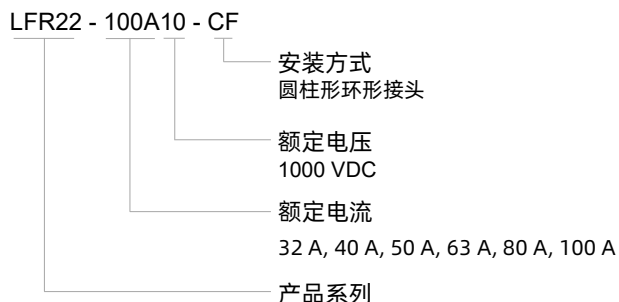 LFR22 - 100A10 - CF
安装方式
圆柱形环形接头
额定电压
1000 VDC
额定电流
32 A, 40 A, 50 A, 63 A, 80 A, 100 A
产品系列